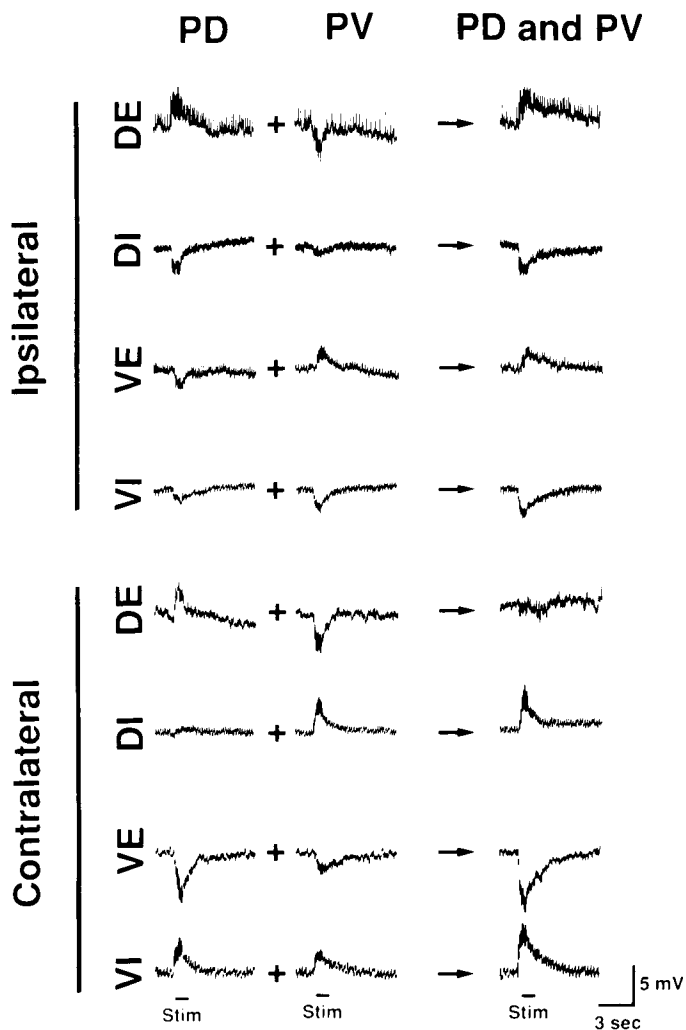 PD PV PD and PV
Ipsilateral
DE + →
DI + →
VE + →
VI + →
Contralateral
DE + →
DI + →
VE + →
VI + →
Stim Stim Stim
5 mV
3 sec